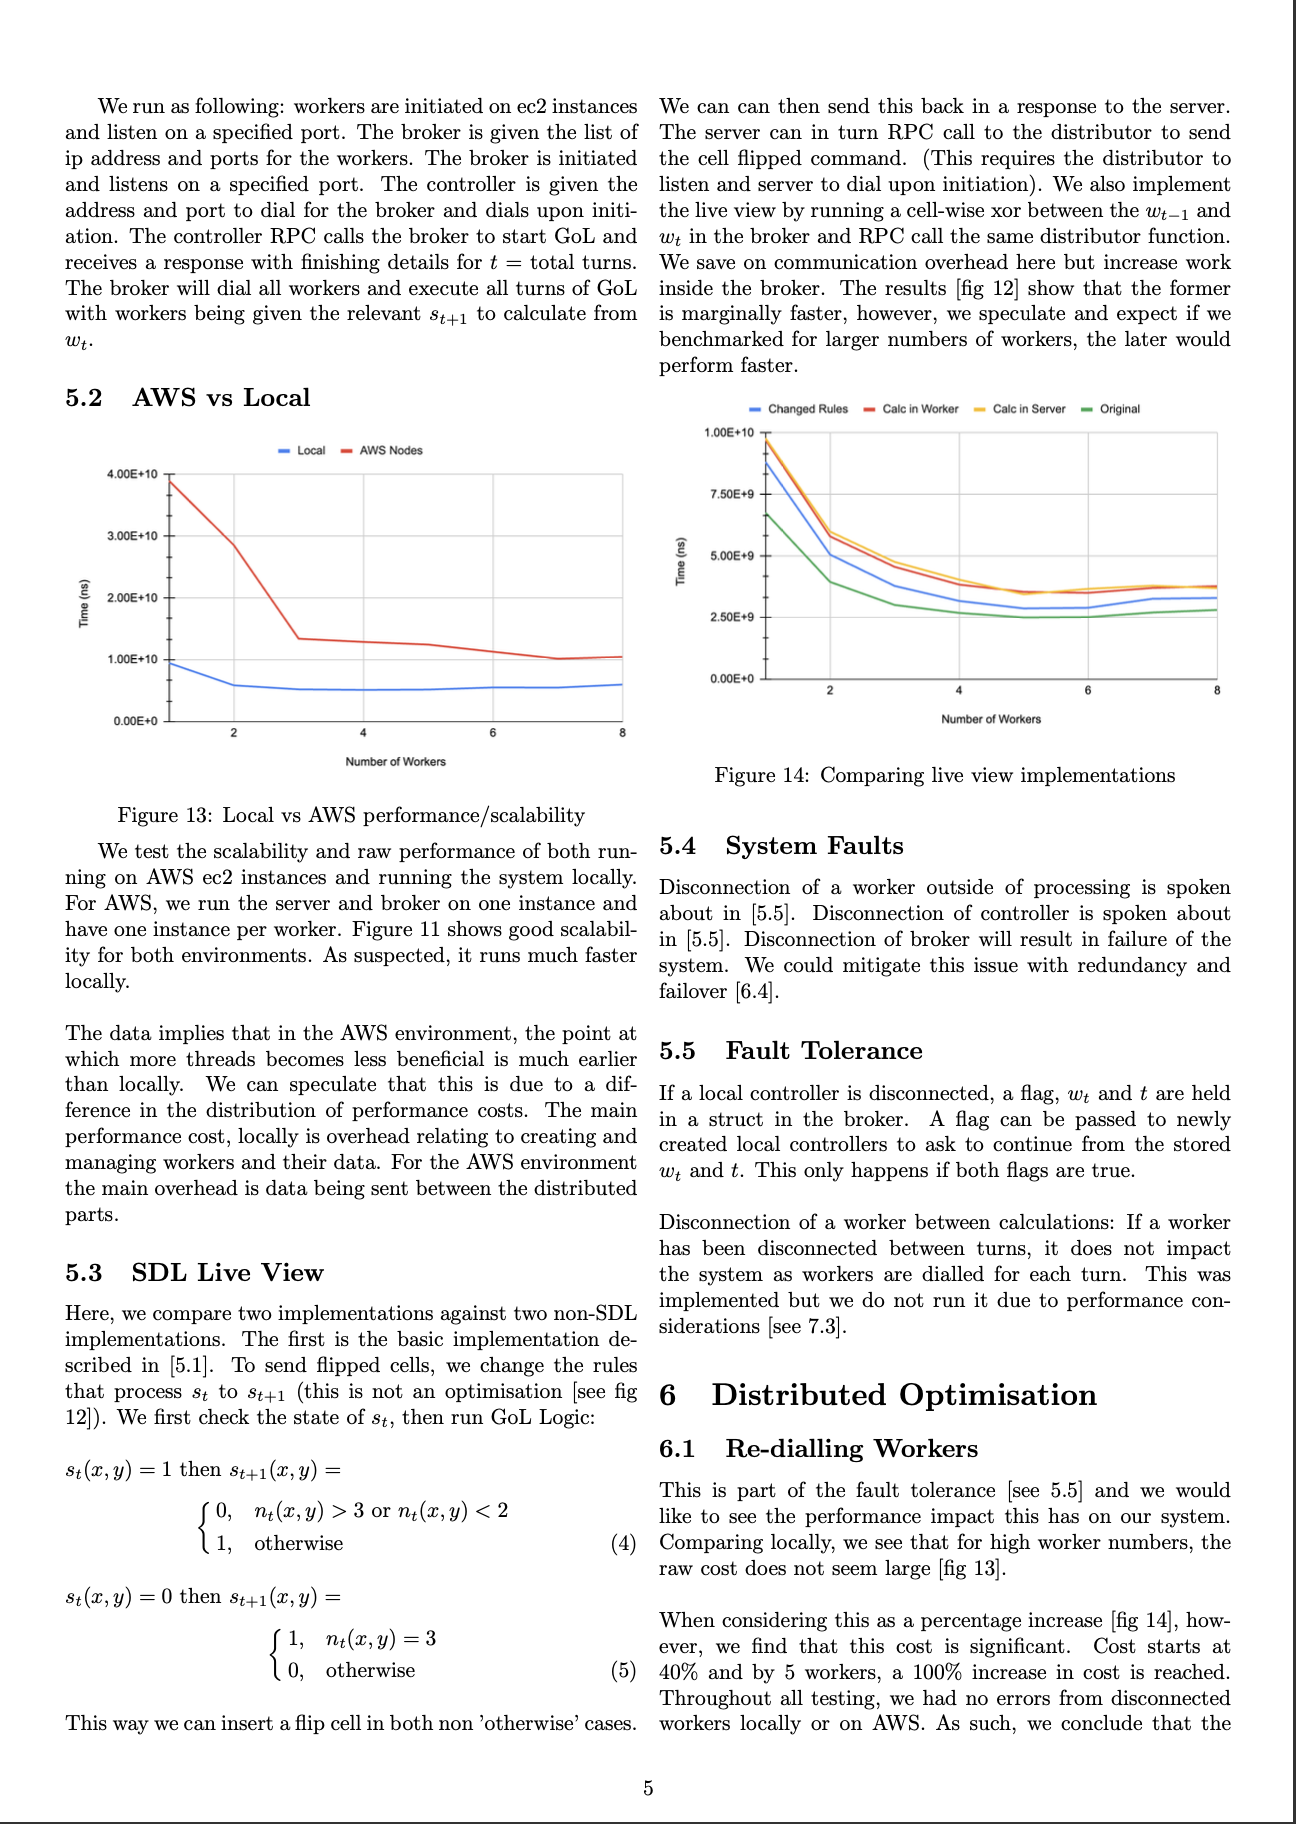 We run as following: workers are initiated on ec2 instances
and listen on a specified port. The broker is given the list of
ip address and ports for the workers. The broker is initiated
and listens on a specified port. The controller is given the
address and port to dial for the broker and dials upon initi-
ation. The controller RPC calls the broker to start GoL and
receives a response with finishing details for t = total turns.
The broker will dial all workers and execute all turns of GoL
with workers being given the relevant sₜ₊₁ to calculate from
wₜ.
5.2 AWS vs Local
Local AWS Nodes
4.00E+10
3.00E+10
2.00E+10
1.00E+10
0.00E+0
Time (ns)
2 4 6 8
Number of Workers
Figure 13: Local vs AWS performance/scalability
We test the scalability and raw performance of both run-
ning on AWS ec2 instances and running the system locally.
For AWS, we run the server and broker on one instance and
have one instance per worker. Figure 11 shows good scalabil-
ity for both environments. As suspected, it runs much faster
locally.
The data implies that in the AWS environment, the point at
which more threads becomes less beneficial is much earlier
than locally. We can speculate that this is due to a dif-
ference in the distribution of performance costs. The main
performance cost, locally is overhead relating to creating and
managing workers and their data. For the AWS environment
the main overhead is data being sent between the distributed
parts.
5.3 SDL Live View
Here, we compare two implementations against two non-SDL
implementations. The first is the basic implementation de-
scribed in [5.1]. To send flipped cells, we change the rules
that process sₜ to sₜ₊₁ (this is not an optimisation [see fig
12]). We first check the state of sₜ, then run GoL Logic:
sₜ(x, y) = 1 then sₜ₊₁(x, y) =
0, nₜ(x, y) > 3 or nₜ(x, y) < 2
1, otherwise (4)
sₜ(x, y) = 0 then sₜ₊₁(x, y) =
1, nₜ(x, y) = 3
0, otherwise (5)
This way we can insert a flip cell in both non 'otherwise' cases.
We can can then send this back in a response to the server.
The server can in turn RPC call to the distributor to send
the cell flipped command. (This requires the distributor to
listen and server to dial upon initiation). We also implement
the live view by running a cell-wise xor between the wₜ₋₁ and
wₜ in the broker and RPC call the same distributor function.
We save on communication overhead here but increase work
inside the broker. The results [fig 12] show that the former
is marginally faster, however, we speculate and expect if we
benchmarked for larger numbers of workers, the later would
perform faster.
Changed Rules Calc in Worker Calc in Server Original
1.00E+10
7.50E+9
5.00E+9
2.50E+9
0.00E+0
Time (ns)
2 4 6 8
Number of Workers
Figure 14: Comparing live view implementations
5.4 System Faults
Disconnection of a worker outside of processing is spoken
about in [5.5]. Disconnection of controller is spoken about
in [5.5]. Disconnection of broker will result in failure of the
system. We could mitigate this issue with redundancy and
failover [6.4].
5.5 Fault Tolerance
If a local controller is disconnected, a flag, wₜ and t are held
in a struct in the broker. A flag can be passed to newly
created local controllers to ask to continue from the stored
wₜ and t. This only happens if both flags are true.
Disconnection of a worker between calculations: If a worker
has been disconnected between turns, it does not impact
the system as workers are dialled for each turn. This was
implemented but we do not run it due to performance con-
siderations [see 7.3].
6 Distributed Optimisation
6.1 Re-dialling Workers
This is part of the fault tolerance [see 5.5] and we would
like to see the performance impact this has on our system.
Comparing locally, we see that for high worker numbers, the
raw cost does not seem large [fig 13].
When considering this as a percentage increase [fig 14], how-
ever, we find that this cost is significant. Cost starts at
40% and by 5 workers, a 100% increase in cost is reached.
Throughout all testing, we had no errors from disconnected
workers locally or on AWS. As such, we conclude that the
5